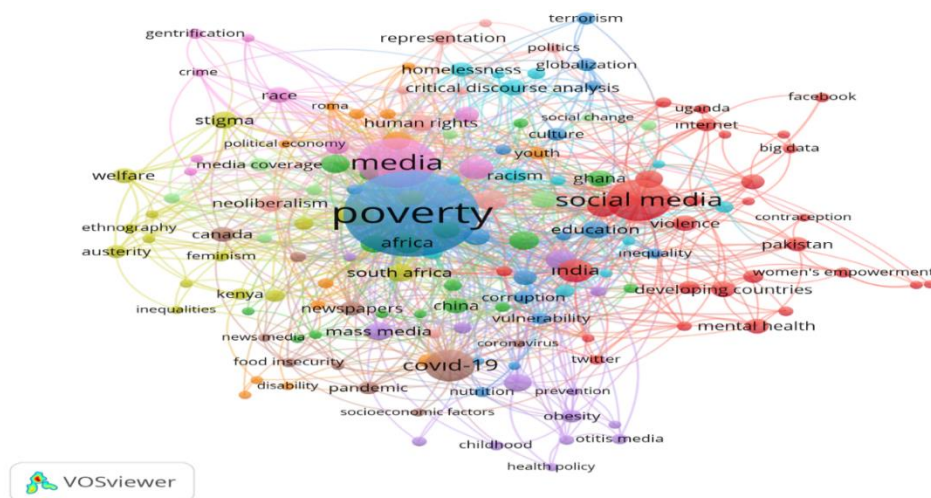 terrorism
gentrification
representation
politics
crime
homelessness
globalization
critical discourse analysis
race
roma
facebook
stigma
human rights
social change
uganda
internet
culture
political economy
big data
media
youth
media coverage
welfare
racism
ghana
neoliberalism
social media
poverty
contraception
ethnography
canada
africa
education
violence
austerity
feminism
inequality
pakistan
south africa
india
women's empowerment
kenya
corruption
developing countries
inequalities
newspapers
china
vulnerability
mental health
news media
mass media
coronavirus
food insecurity
covid-19
twitter
disability
pandemic
nutrition
prevention
socioeconomic factors
obesity
childhood
otitis media
health policy
VOSviewer